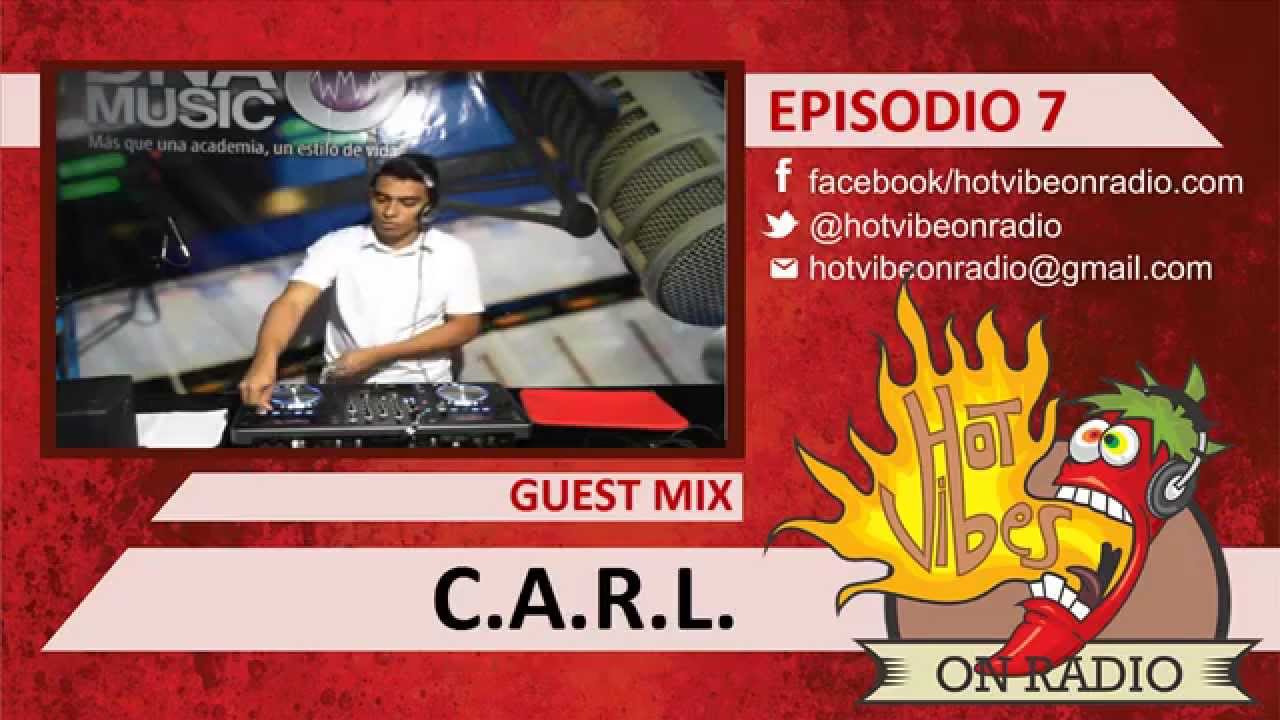 DNA
MUSIC
Más que una academia, un estilo de vida
EPISODIO 7
f facebook/hotvibeonradio.com
@hotvibeonradio
hotvibeonradio@gmail.com
GUEST MIX
C.A.R.L.
Hot
Vibes
ON RADIO